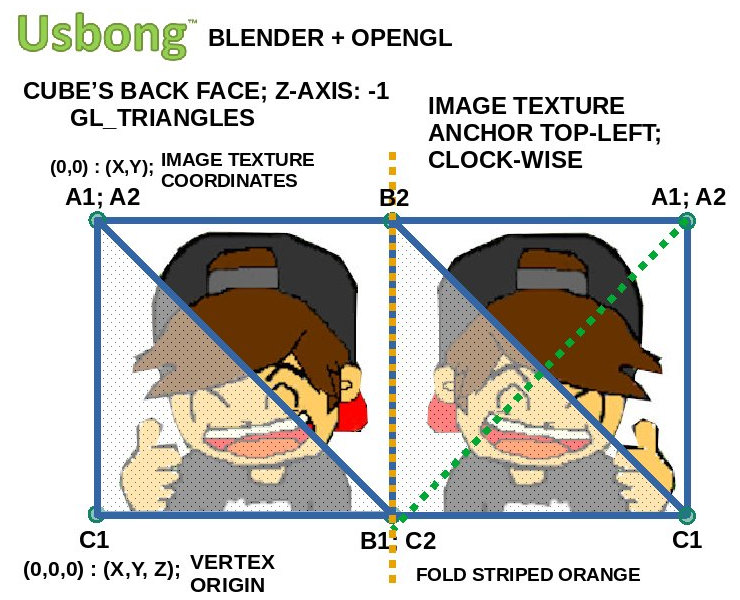 Usbong™ BLENDER + OPENGL
CUBE'S BACK FACE; Z-AXIS: -1
GL_TRIANGLES
IMAGE TEXTURE
ANCHOR TOP-LEFT;
CLOCK-WISE
(0,0) : (X,Y); IMAGE TEXTURE
COORDINATES
A1; A2
B2
A1; A2
C1
B1; C2
C1
(0,0,0) : (X,Y, Z); VERTEX
ORIGIN
FOLD STRIPED ORANGE